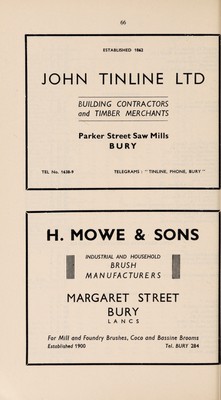 66
ESTABLISHED 1862
JOHN TINLINE LTD
BUILDING CONTRACTORS
and TIMBER MERCHANTS
Parker Street Saw Mills
BURY
TEL No. 1638-9 TELEGRAMS: "TINLINE, PHONE, BURY"
H. MOWE & SONS
INDUSTRIAL AND HOUSEHOLD
BRUSH
MANUFACTURERS
MARGARET STREET
BURY
LANCS
For Mill and Foundry Brushes, Coco and Bassine Brooms
Established 1900 Tel. BURY 284